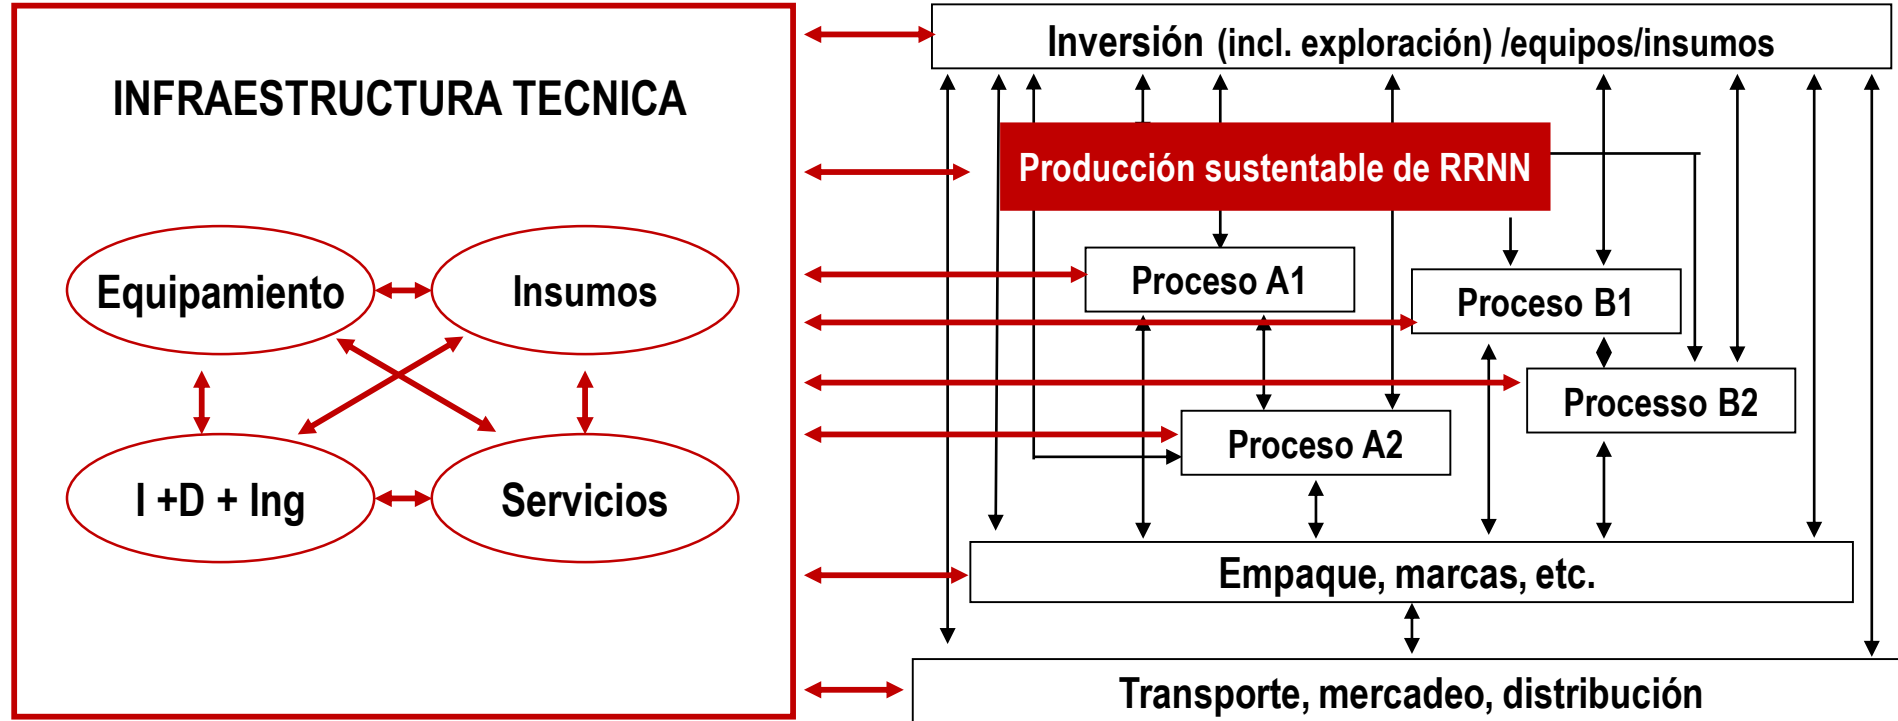 INFRAESTRUCTURA TECNICA
Equipamiento
Insumos
I +D + Ing
Servicios
Inversión (incl. exploración) /equipos/insumos
Producción sustentable de RRNN
Proceso A1
Proceso B1
Processo B2
Proceso A2
Empaque, marcas, etc.
Transporte, mercadeo, distribución